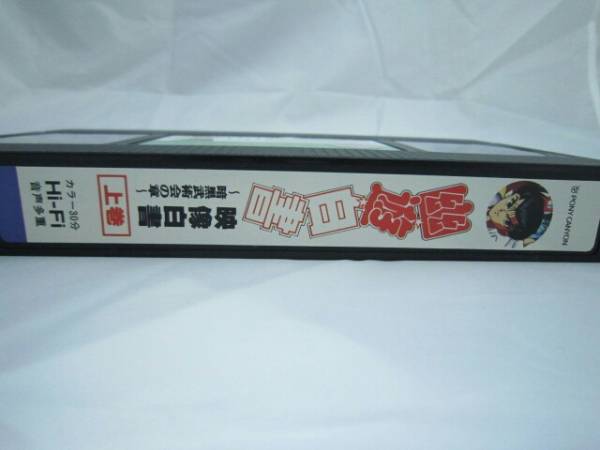 Ⓟ PONY CANYON
幽遊白書
映像白書
～暗黒武術会の章～
上巻
カラー30分
Hi-Fi
音声多重